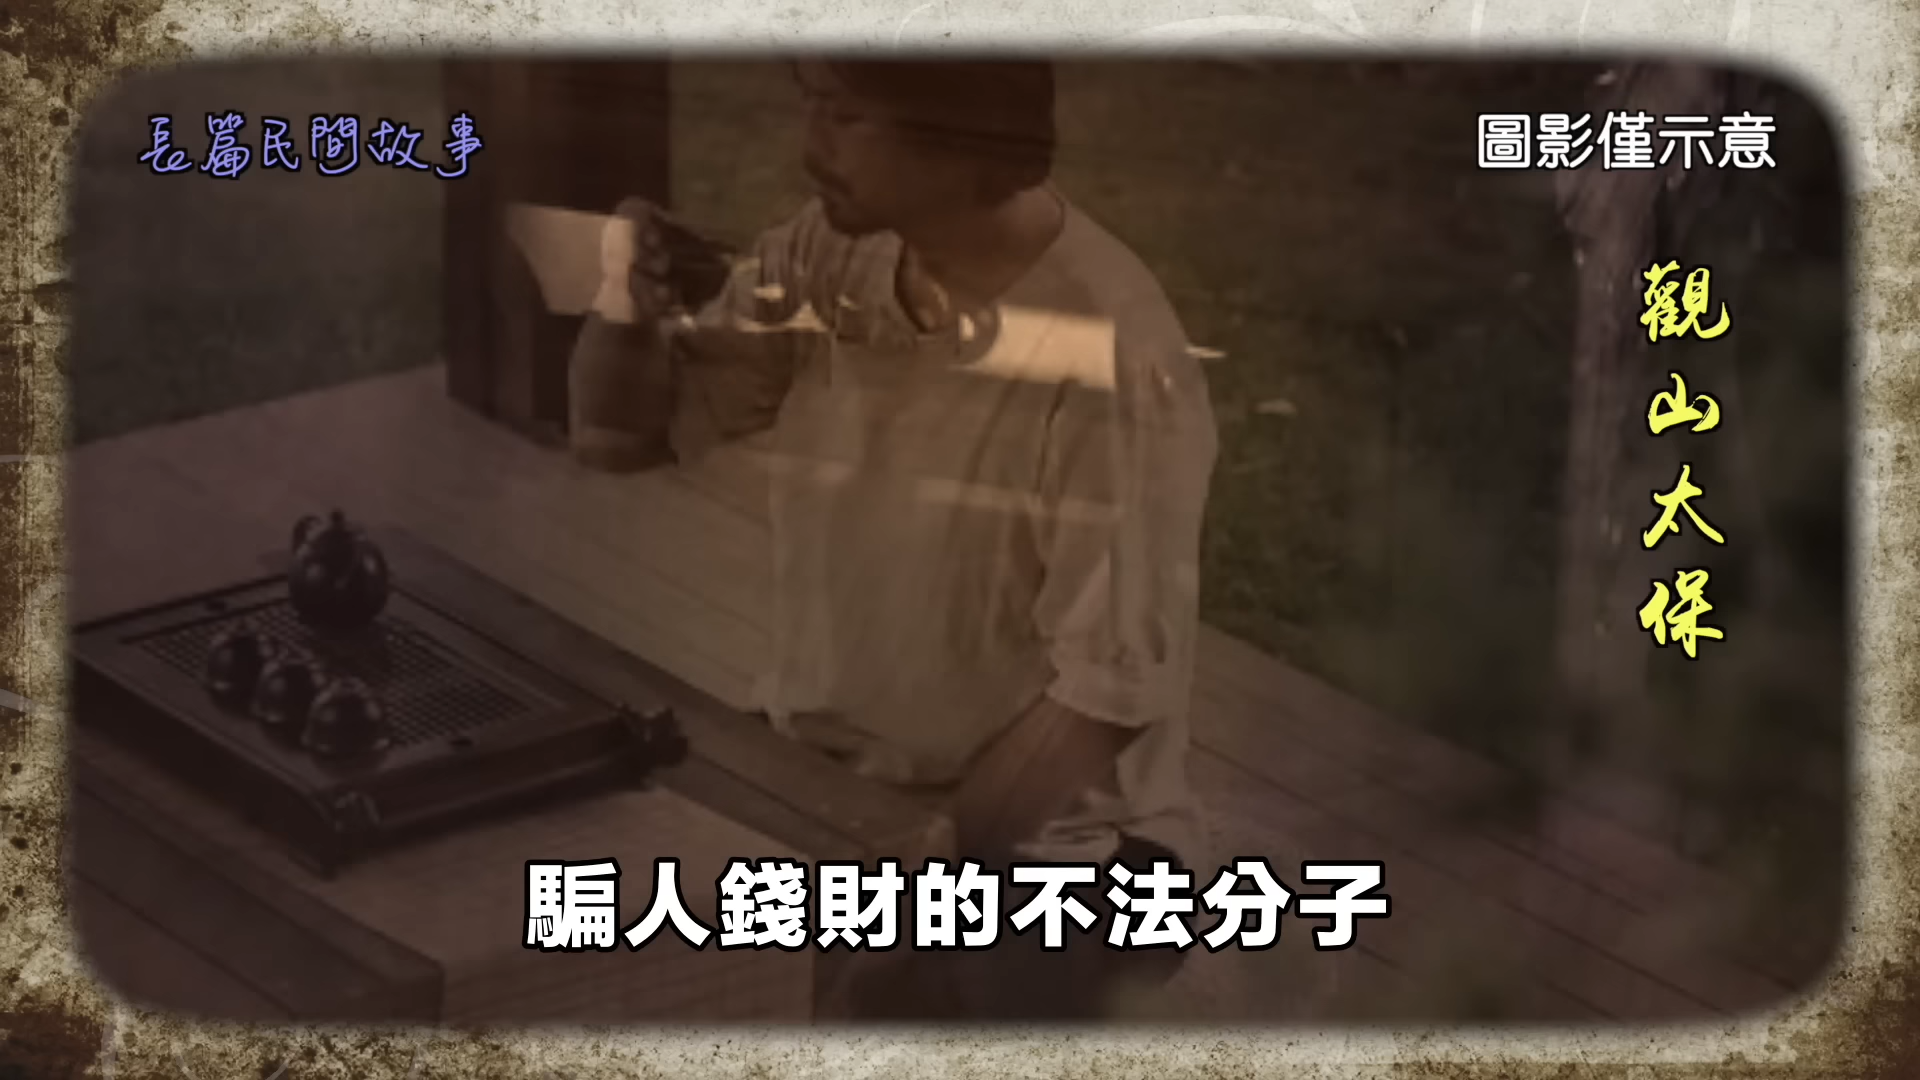 長篇民間故事
圖影僅示意
觀山太保
騙人錢財的不法分子